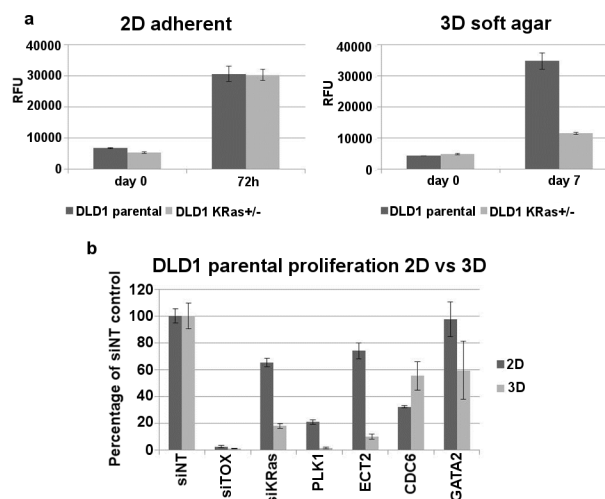 a
2D adherent
RFU
40000
30000
20000
10000
0
day 0
72h
DLD1 parental
DLD1 KRas+/-
3D soft agar
RFU
40000
30000
20000
10000
0
day 0
day 7
DLD1 parental
DLD1 KRas+/-
b
DLD1 parental proliferation 2D vs 3D
Percentage of siNT control
120
100
80
60
40
20
0
siNT
siTOX
siKRas
PLK1
ECT2
CDC6
GATA2
2D
3D